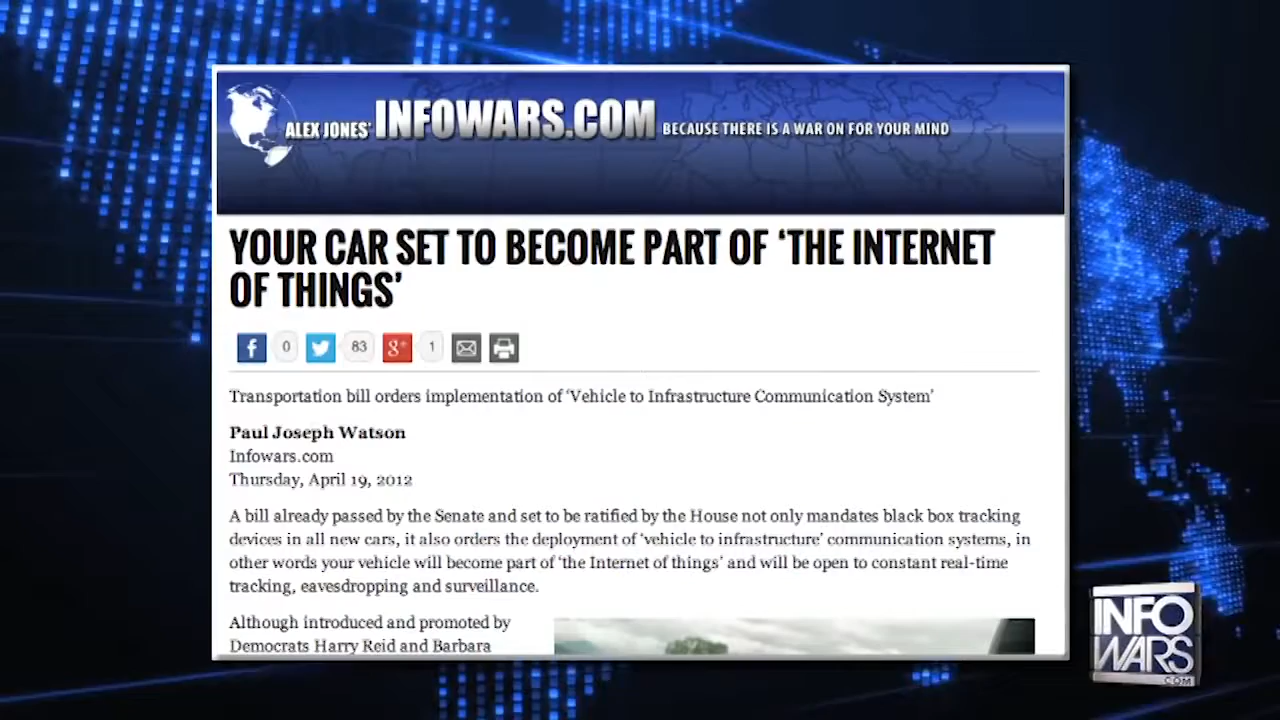 ALEX JONES' INFOWARS.COM BECAUSE THERE IS A WAR ON FOR YOUR MIND
YOUR CAR SET TO BECOME PART OF ‘THE INTERNET
OF THINGS’
f 0 83 g+ 1
Transportation bill orders implementation of ‘Vehicle to Infrastructure Communication System’
Paul Joseph Watson
Infowars.com
Thursday, April 19, 2012
A bill already passed by the Senate and set to be ratified by the House not only mandates black box tracking
devices in all new cars, it also orders the deployment of ‘vehicle to infrastructure’ communication systems, in
other words your vehicle will become part of ‘the Internet of things’ and will be open to constant real-time
tracking, eavesdropping and surveillance.
Although introduced and promoted by
Democrats Harry Reid and Barbara
INFO
WARS
.COM